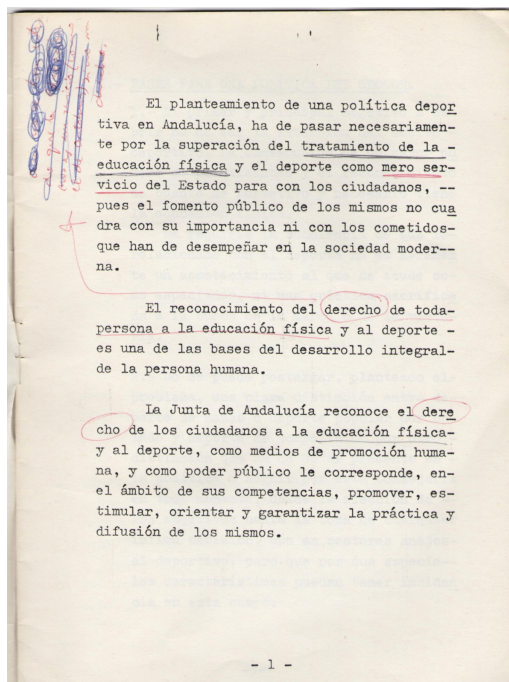 El planteamiento de una política depor
tiva en Andalucía, ha de pasar necesariamen-
te por la superación del tratamiento de la -
educación física y el deporte como mero ser-
vicio del Estado para con los ciudadanos, --
pues el fomento público de los mismos no cua
dra con su importancia ni con los cometidos-
que han de desempeñar en la sociedad moder--
na.
El reconocimiento del derecho de toda-
persona a la educación física y al deporte -
es una de las bases del desarrollo integral-
de la persona humana.
La Junta de Andalucía reconoce el dere
cho de los ciudadanos a la educación física-
y al deporte, como medios de promoción huma-
na, y como poder público le corresponde, en-
el ámbito de sus competencias, promover, es-
timular, orientar y garantizar la práctica y
difusión de los mismos.
- 1 -